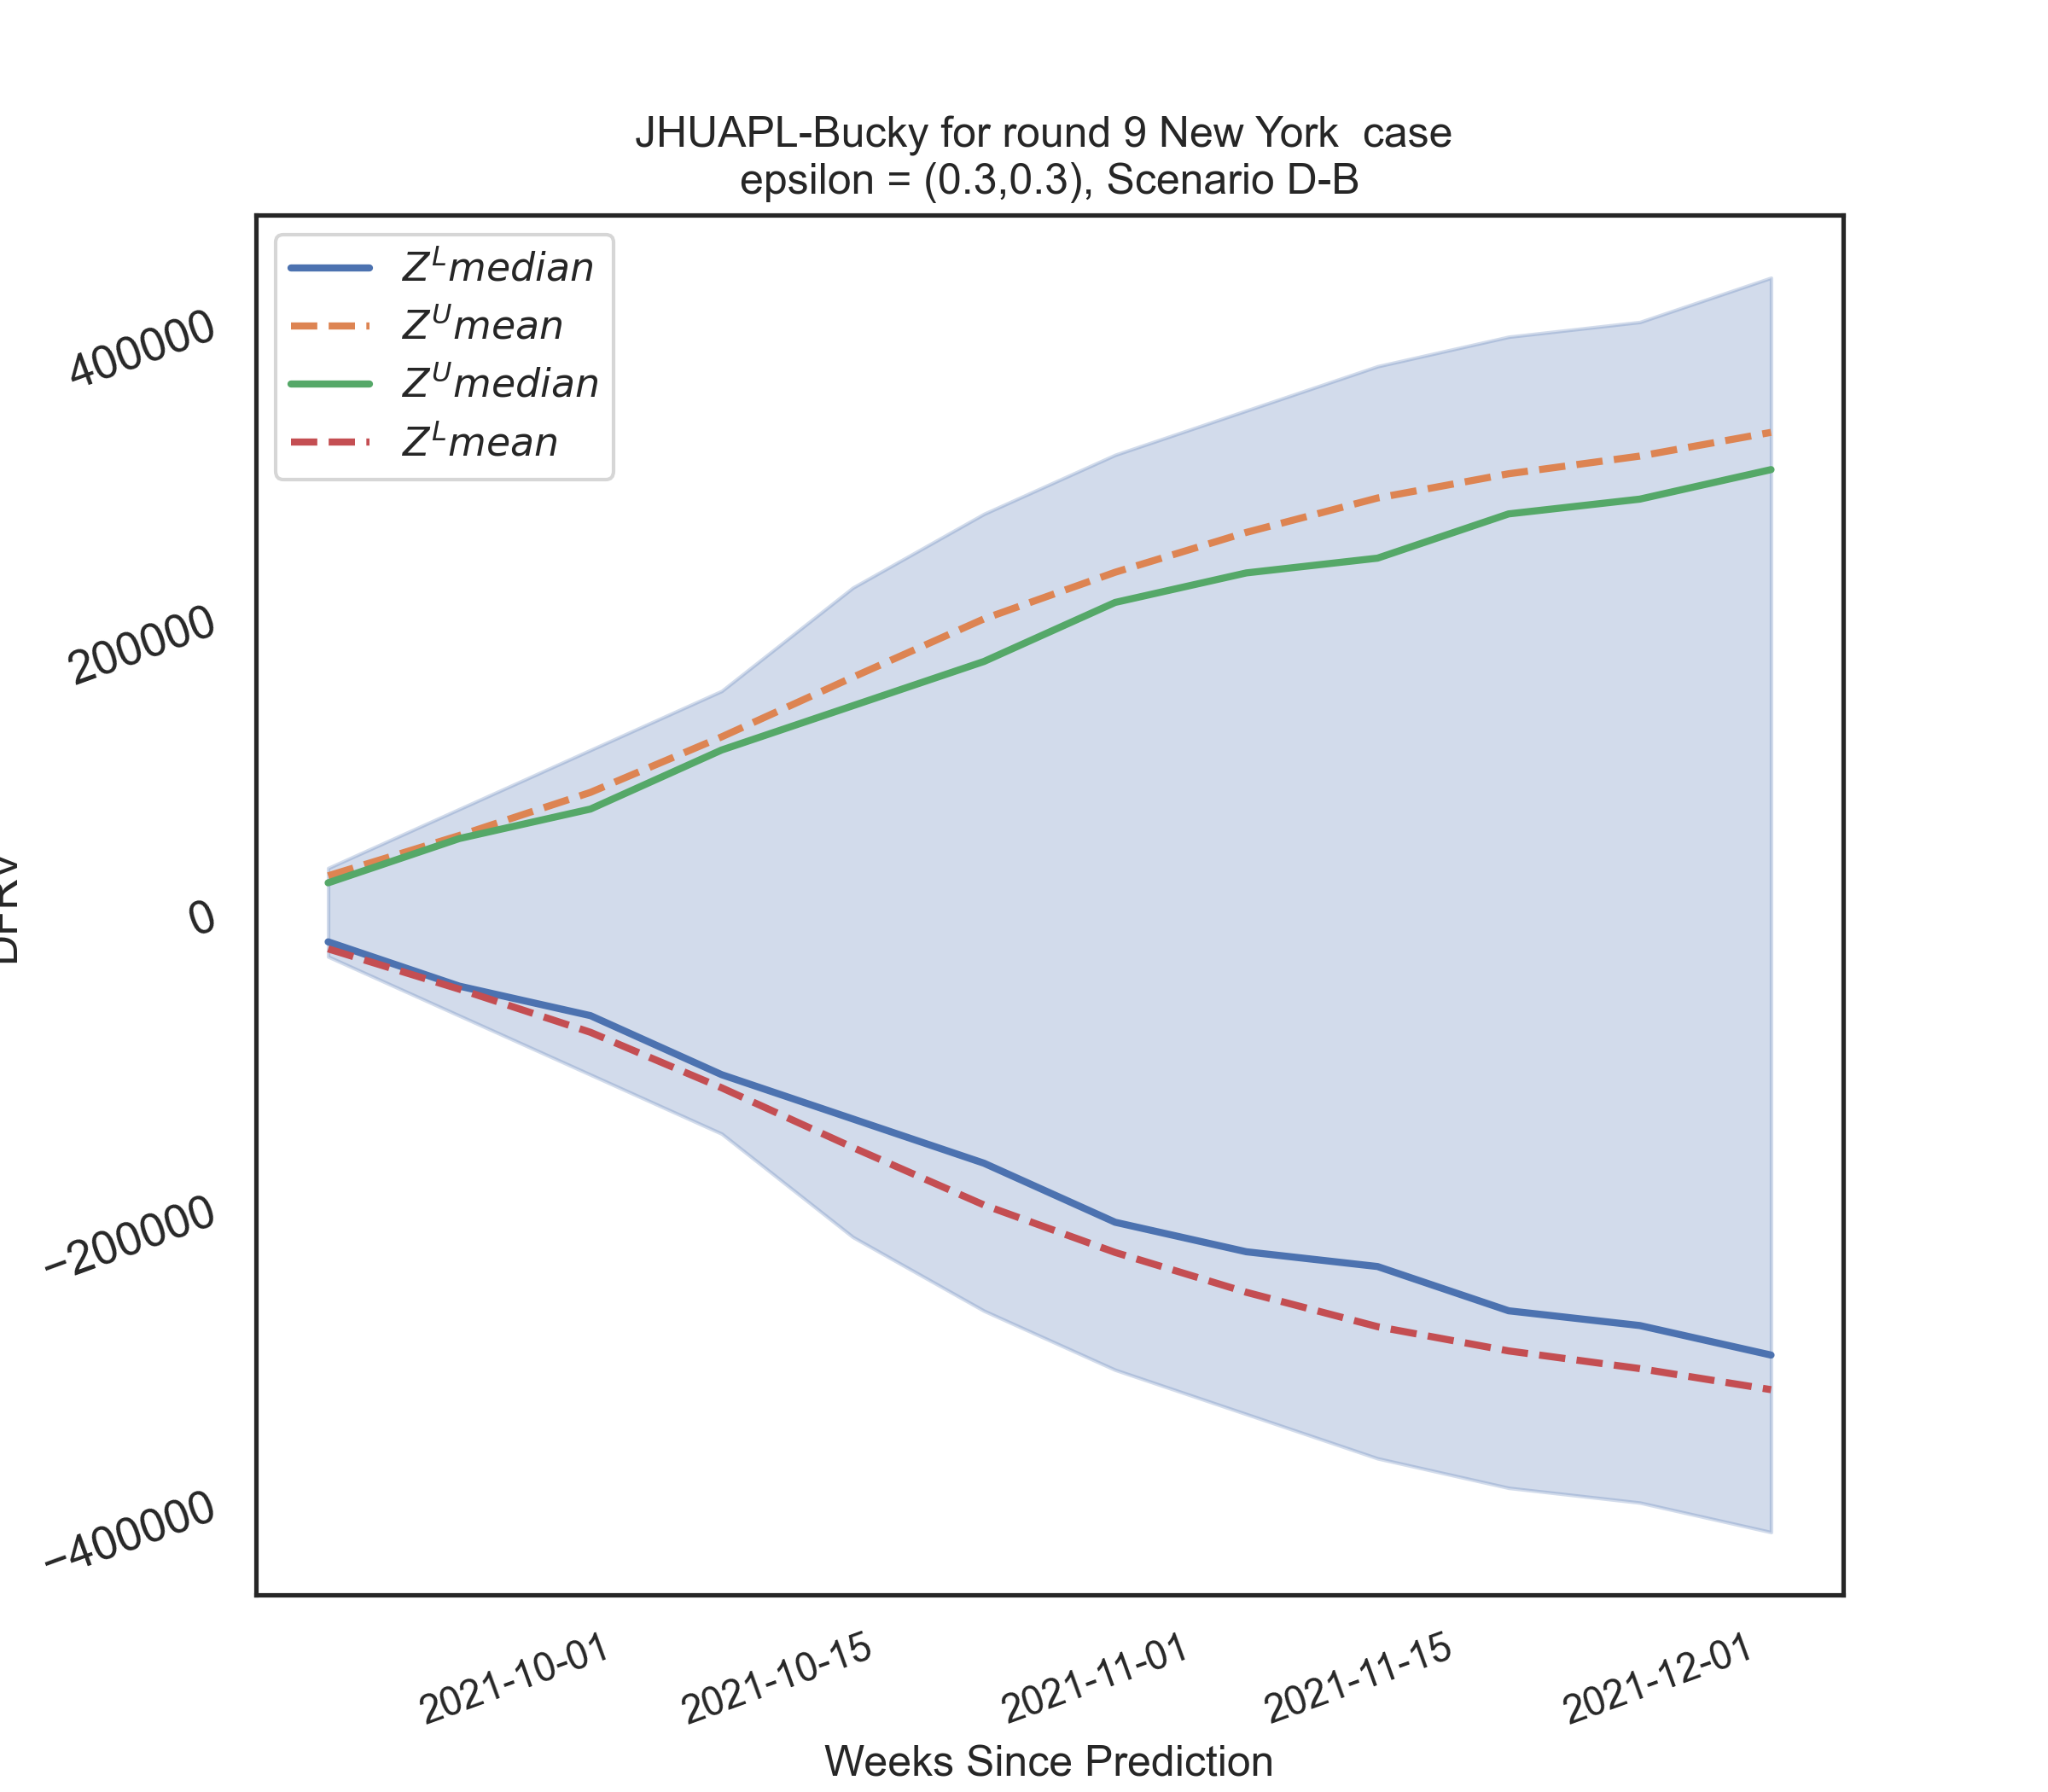 JHUAPL-Bucky for round 9 New York  case
epsilon = (0.3,0.3), Scenario D-B
Z^L median
Z^U mean
Z^U median
Z^L mean
400000
200000
0
−200000
−400000
2021-10-01
2021-10-15
2021-11-01
2021-11-15
2021-12-01
Weeks Since Prediction